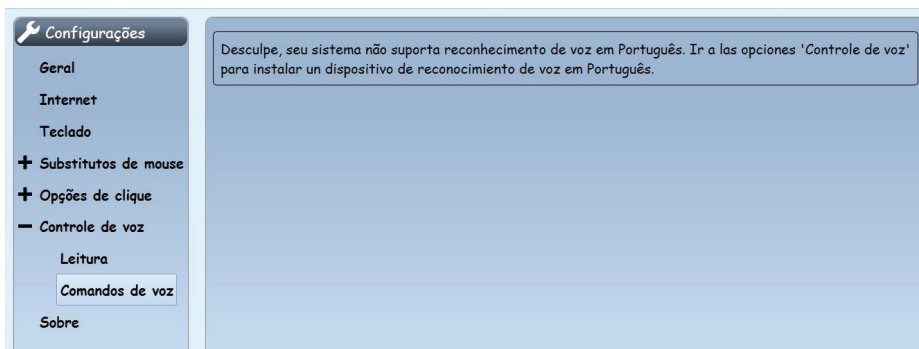 Configurações
Geral
Internet
Teclado
+ Substitutos de mouse
+ Opções de clique
− Controle de voz
Leitura
Comandos de voz
Sobre
Desculpe, seu sistema não suporta reconhecimento de voz em Português. Ir a las opciones 'Controle de voz'
para instalar un dispositivo de reconocimiento de voz em Português.